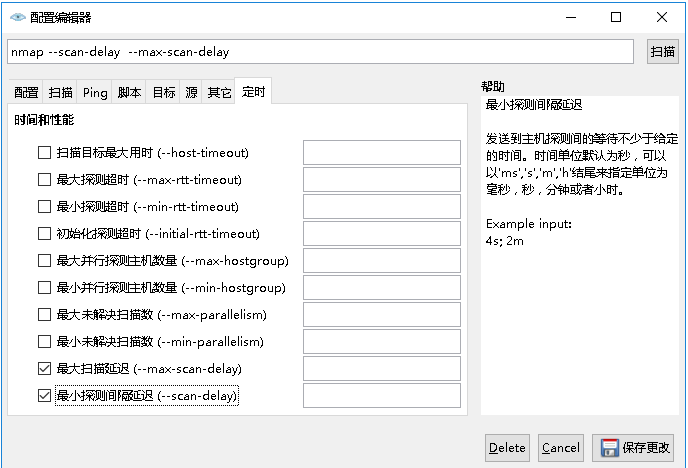 配置编辑器
nmap --scan-delay  --max-scan-delay
扫描
配置 扫描 Ping 脚本 目标 源 其它 定时
时间和性能
扫描目标最大用时 (--host-timeout)
最大探测超时 (--max-rtt-timeout)
最小探测超时 (--min-rtt-timeout)
初始化探测超时 (--initial-rtt-timeout)
最大并行探测主机数量 (--max-hostgroup)
最小并行探测主机数量 (--min-hostgroup)
最大未解决扫描数 (--max-parallelism)
最小未解决扫描数 (--min-parallelism)
最大扫描延迟 (--max-scan-delay)
最小探测间隔延迟 (--scan-delay)
帮助
最小探测间隔延迟
发送到主机探测间的等待不少于给定
的时间。时间单位默认为秒，可以
以'ms','s','m','h'结尾来指定单位为
毫秒，秒，分钟或者小时。
Example input:
4s; 2m
Delete Cancel 保存更改